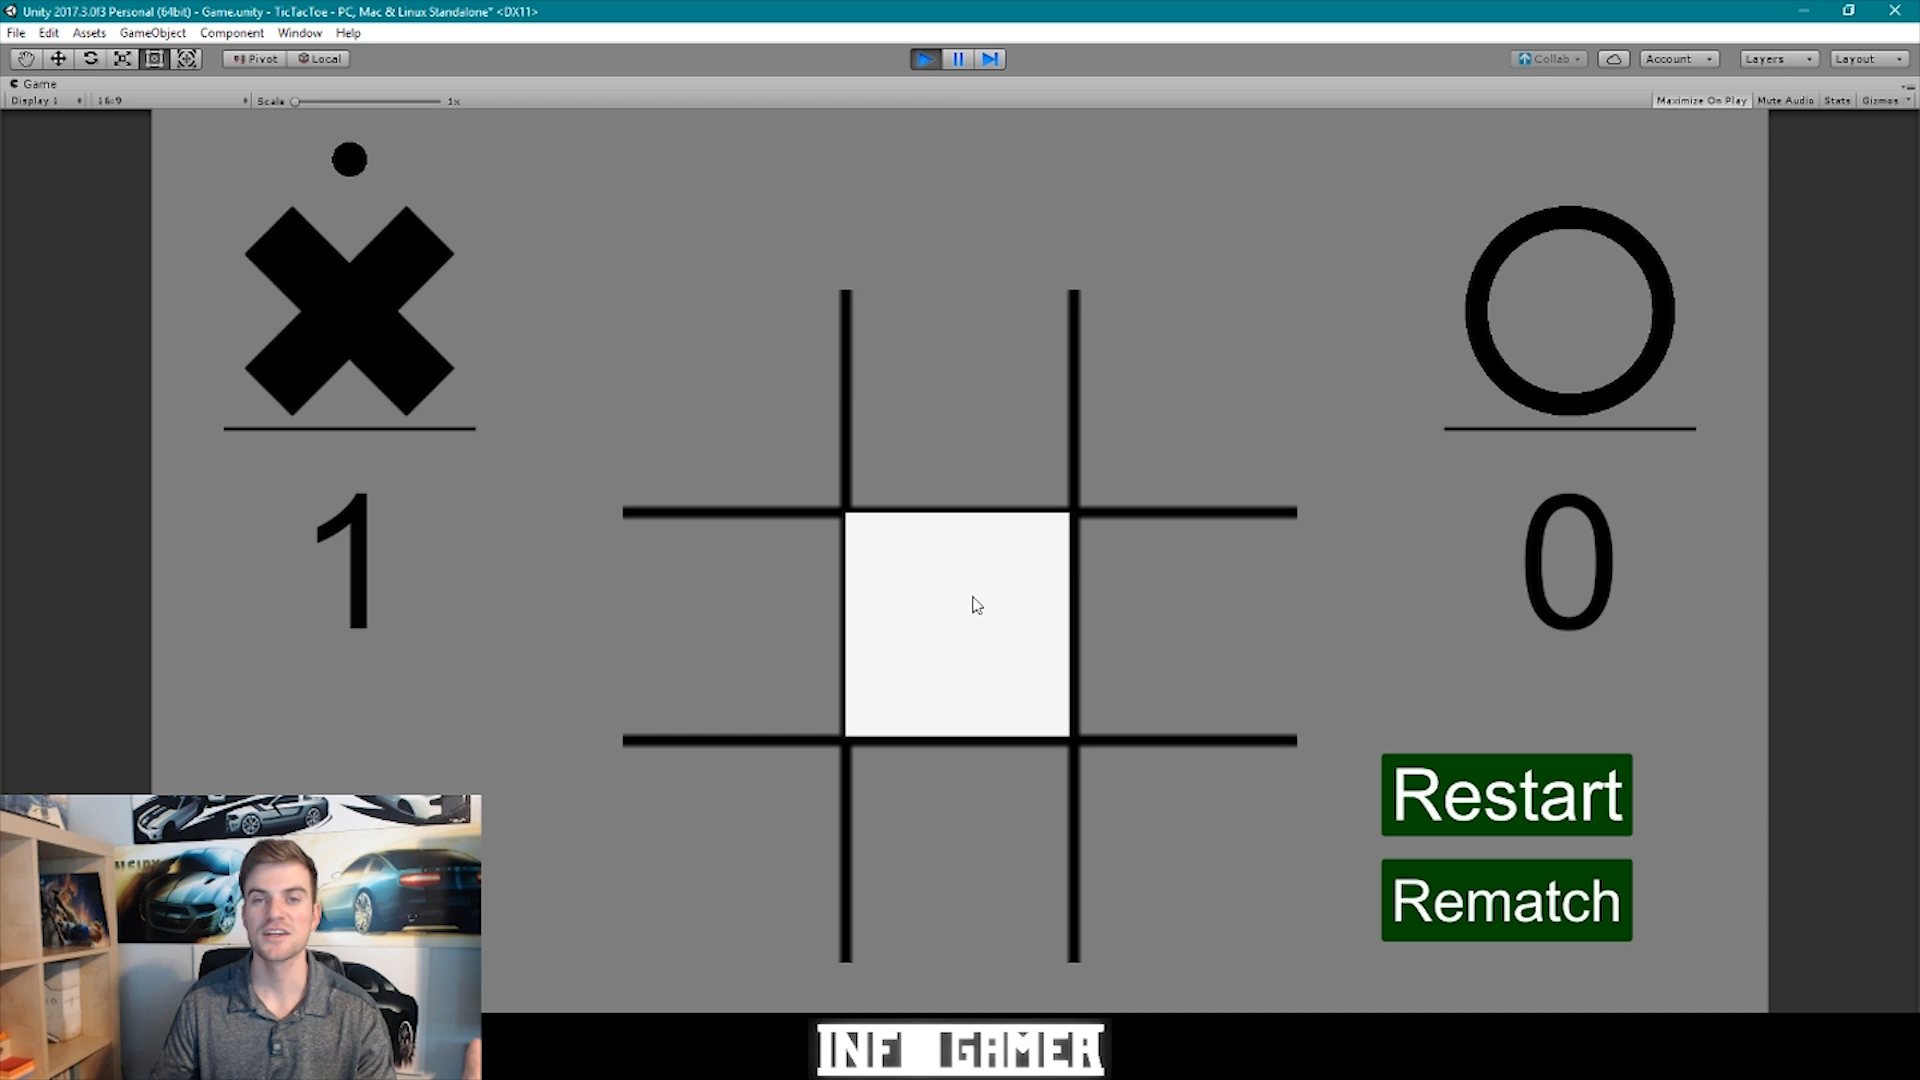 Unity 2017.3.0f3 Personal (64bit) - Game.unity - TicTacToe - PC, Mac & Linux Standalone* <DX11>
File Edit Assets GameObject Component Window Help
Pivot Local Collab Account Layers Layout
Game
Display 1 16:9 Scale 1x Maximize On Play Mute Audio Stats Gizmos
1 0
Restart
Rematch
INF GAMER